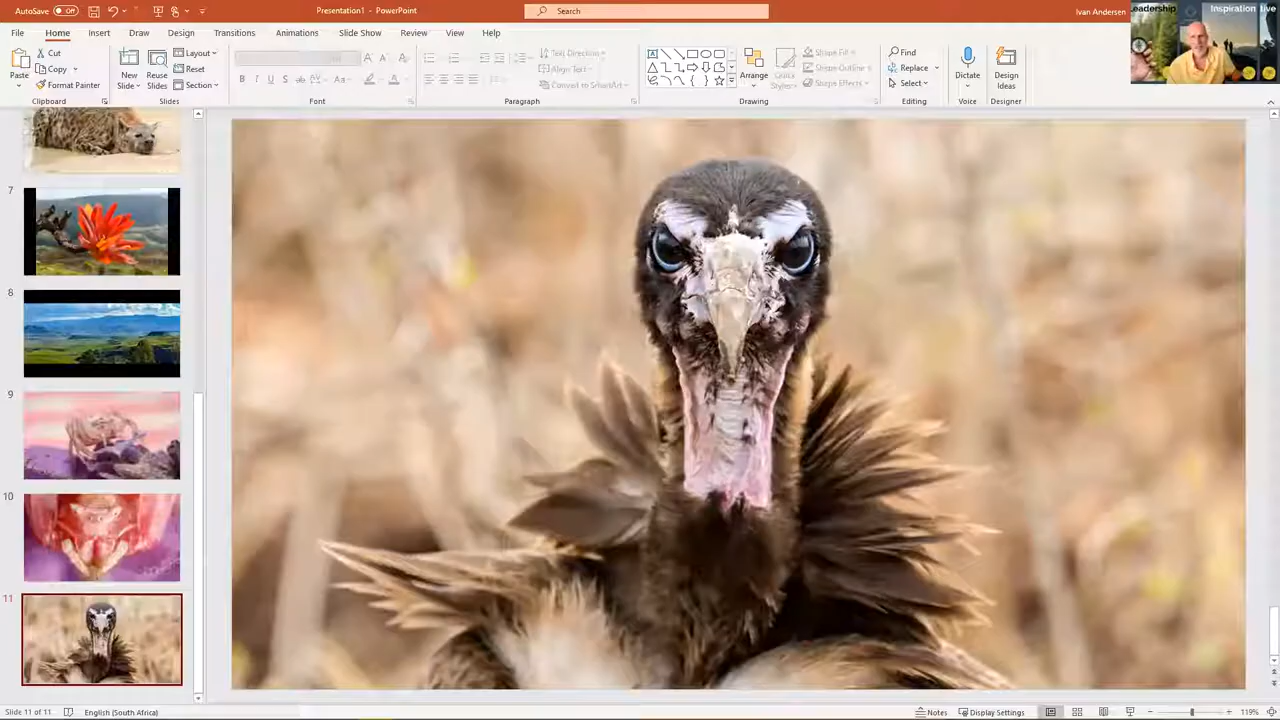 AutoSave Off
Presentation1 - PowerPoint
Search
Ivan Andersen
leadership
Inspiration live
File Home Insert Draw Design Transitions Animations Slide Show Review View Help
Paste
Cut
Copy
Format Painter
Clipboard
New Slide
Reuse Slides
Layout
Reset
Section
Slides
B I U S ab AV Aa A
Font
Text Direction
Align Text
Convert to SmartArt
Paragraph
Arrange
Quick Styles
Shape Fill
Shape Outline
Shape Effects
Drawing
Find
Replace
Select
Editing
Dictate
Voice
Design Ideas
Designer
7
8
9
10
11
Slide 11 of 11
English (South Africa)
Notes
Display Settings
119%